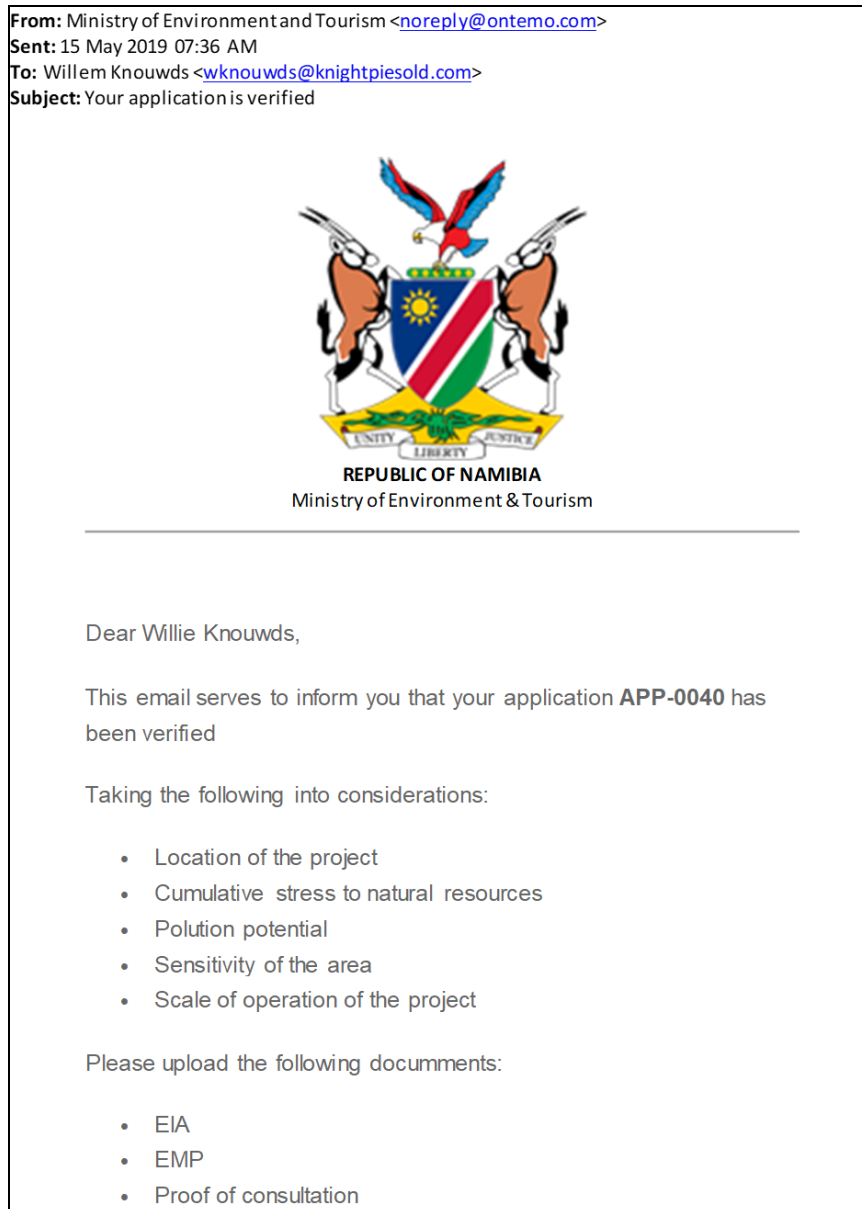 From: Ministry of Environment and Tourism <noreply@ontemo.com>
Sent: 15 May 2019 07:36 AM
To: Willem Knouwds <wknouwds@knightpiesold.com>
Subject: Your application is verified
UNITY LIBERTY JUSTICE
REPUBLIC OF NAMIBIA
Ministry of Environment & Tourism
Dear Willie Knouwds,
This email serves to inform you that your application APP-0040 has
been verified
Taking the following into considerations:
• Location of the project
• Cumulative stress to natural resources
• Polution potential
• Sensitivity of the area
• Scale of operation of the project
Please upload the following documments:
• EIA
• EMP
• Proof of consultation